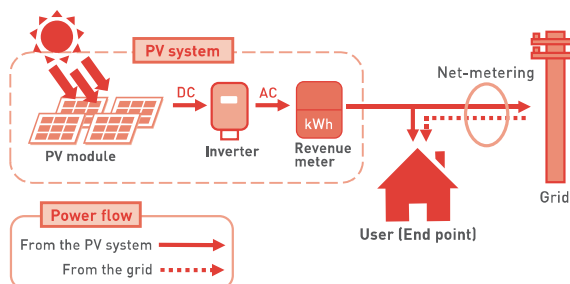 PV system
Net-metering
DC
AC
kWh
PV module
Inverter
Revenue
meter
Grid
User (End point)
Power flow
From the PV system
From the grid